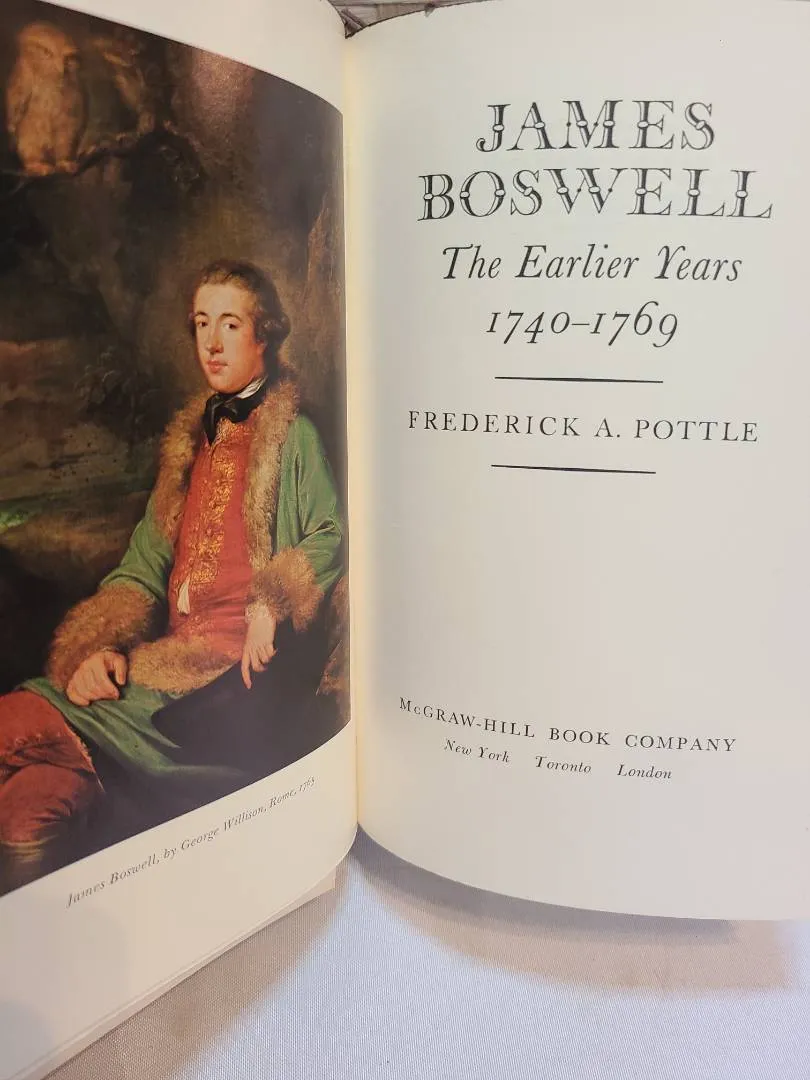 James Boswell, by George Willison, Rome, 1765
JAMES
BOSWELL
The Earlier Years
1740–1769
FREDERICK A. POTTLE
McGRAW-HILL BOOK COMPANY
New York Toronto London